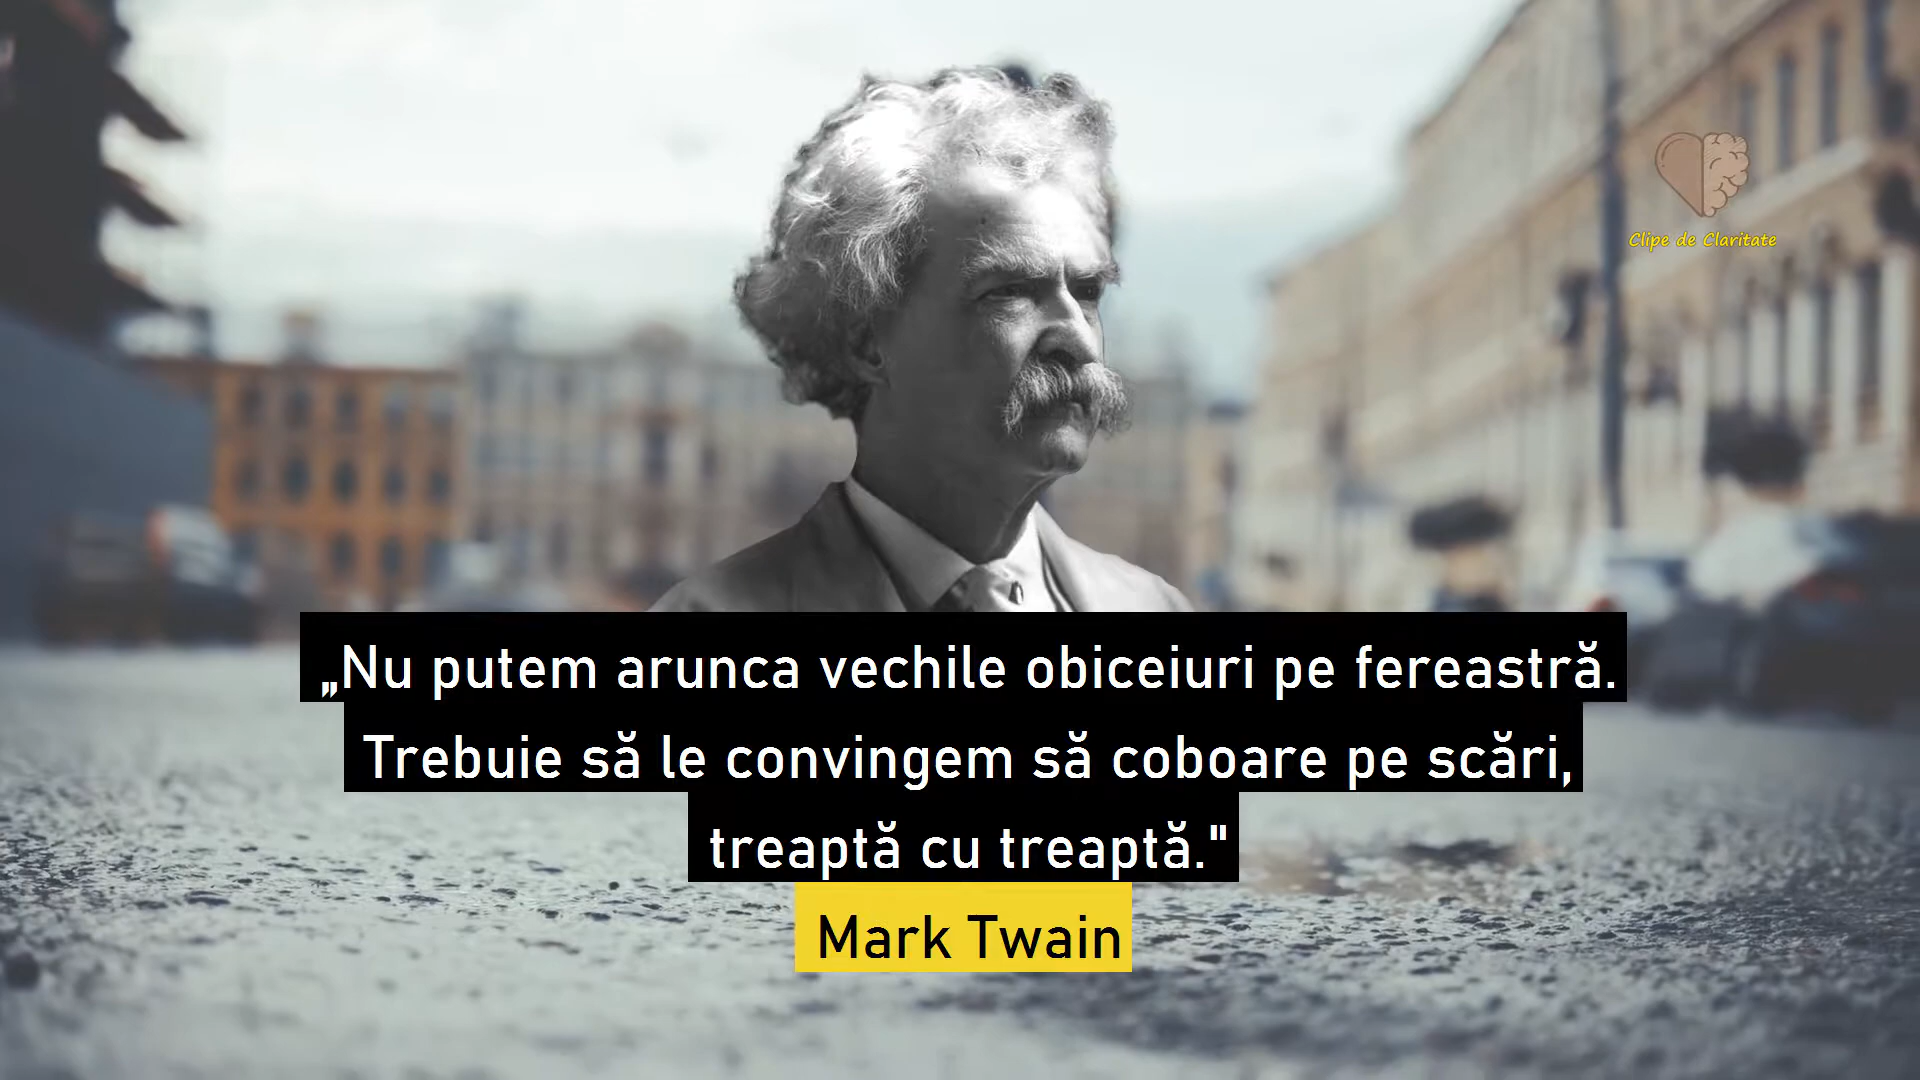 Clipe de Claritate
„Nu putem arunca vechile obiceiuri pe fereastră.
Trebuie să le convingem să coboare pe scări,
treaptă cu treaptă."
Mark Twain